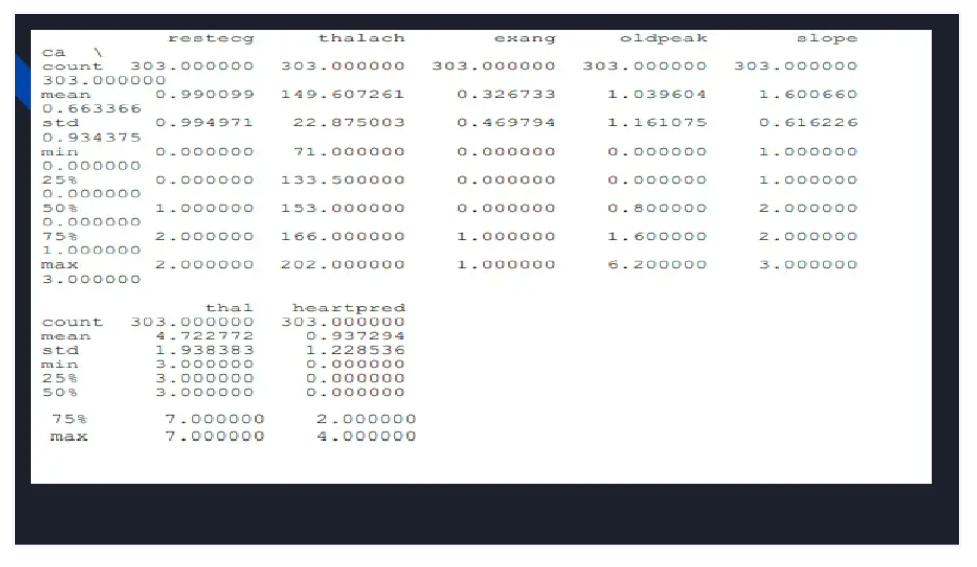 restecg thalach exang oldpeak slope
ca \
count 303.000000 303.000000 303.000000 303.000000 303.000000
303.000000
mean 0.990099 149.607261 0.326733 1.039604 1.600660
0.663366
std 0.994971 22.875003 0.469794 1.161075 0.616226
0.934375
min 0.000000 71.000000 0.000000 0.000000 1.000000
0.000000
25% 0.000000 133.500000 0.000000 0.000000 1.000000
0.000000
50% 1.000000 153.000000 0.000000 0.800000 2.000000
0.000000
75% 2.000000 166.000000 1.000000 1.600000 2.000000
1.000000
max 2.000000 202.000000 1.000000 6.200000 3.000000
3.000000
thal heartpred
count 303.000000 303.000000
mean 4.722772 0.937294
std 1.938383 1.228536
min 3.000000 0.000000
25% 3.000000 0.000000
50% 3.000000 0.000000
75% 7.000000 2.000000
max 7.000000 4.000000